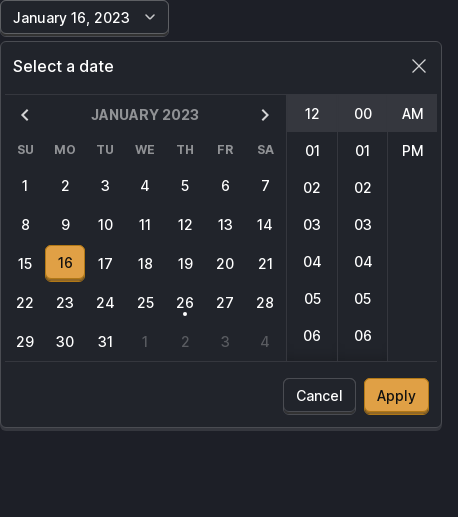 January 16, 2023
Select a date
JANUARY 2023
SU MO TU WE TH FR SA
1 2 3 4 5 6 7
8 9 10 11 12 13 14
15 16 17 18 19 20 21
22 23 24 25 26 27 28
29 30 31 1 2 3 4
12 00 AM
01 01 PM
02 02
03 03
04 04
05 05
06 06
Cancel Apply